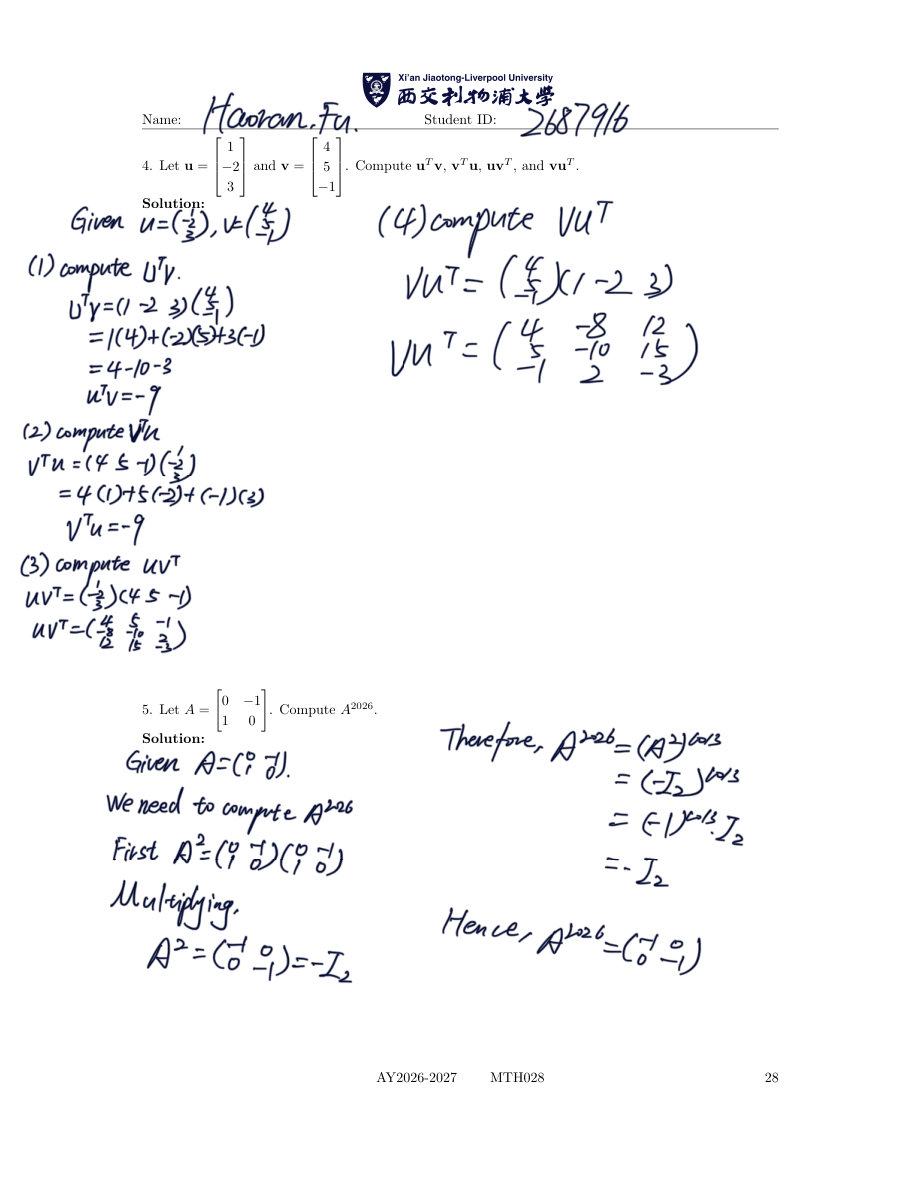 Xi'an Jiaotong-Liverpool University
西交利物浦大学
Name: Haoran.Fu. Student ID: 2687916
4. Let u = [1 −2 3] and v = [4 5 −1]. Compute uᵀv, vᵀu, uvᵀ, and vuᵀ.
Solution:
Given u=(1 -2 3), v=(4 5 -1)
(1) compute uᵀv.
uᵀv=(1 -2 3)(4 5 -1)
=1(4)+(-2)(5)+3(-1)
=4-10-3
uᵀv=-9
(2) compute vᵀu
vᵀu=(4 5 -1)(1 -2 3)
=4(1)+5(-2)+(-1)(3)
vᵀu=-9
(3) compute uvᵀ
uvᵀ=(1 -2 3)(4 5 -1)
uvᵀ=(4 5 -1
-8 -10 2
12 15 -3)
(4) compute vuᵀ
vuᵀ=(4 5 -1)(1 -2 3)
vuᵀ=(4 -8 12
5 -10 15
-1 2 -3)
5. Let A = [0 −1
1 0]. Compute A²⁰²⁶.
Solution:
Given A=(0 -1
1 0).
We need to compute A²⁰²⁶
First A²=(0 -1
1 0)(0 -1
1 0)
Multiplying,
A²=(-1 0
0 -1)=-I₂
Therefore, A²⁰²⁶=(A²)¹⁰¹³
=(-I₂)¹⁰¹³
=(-1)¹⁰¹³·I₂
=-I₂
Hence, A²⁰²⁶=(-1 0
0 -1)
AY2026-2027 MTH028 28